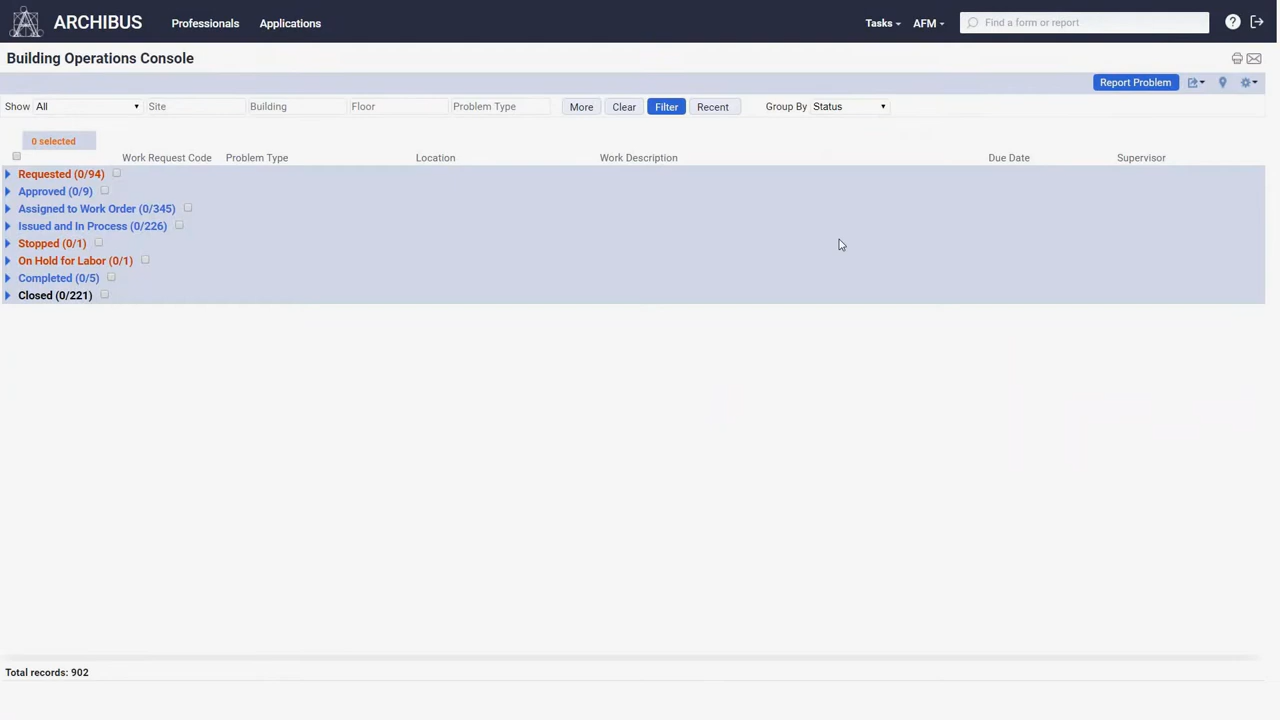 ARCHIBUS Professionals Applications Tasks AFM Find a form or report
Building Operations Console
Report Problem
Show All Site Building Floor Problem Type More Clear Filter Recent Group By Status
0 selected
Work Request Code Problem Type Location Work Description Due Date Supervisor
Requested (0/94)
Approved (0/9)
Assigned to Work Order (0/345)
Issued and In Process (0/226)
Stopped (0/1)
On Hold for Labor (0/1)
Completed (0/5)
Closed (0/221)
Total records: 902